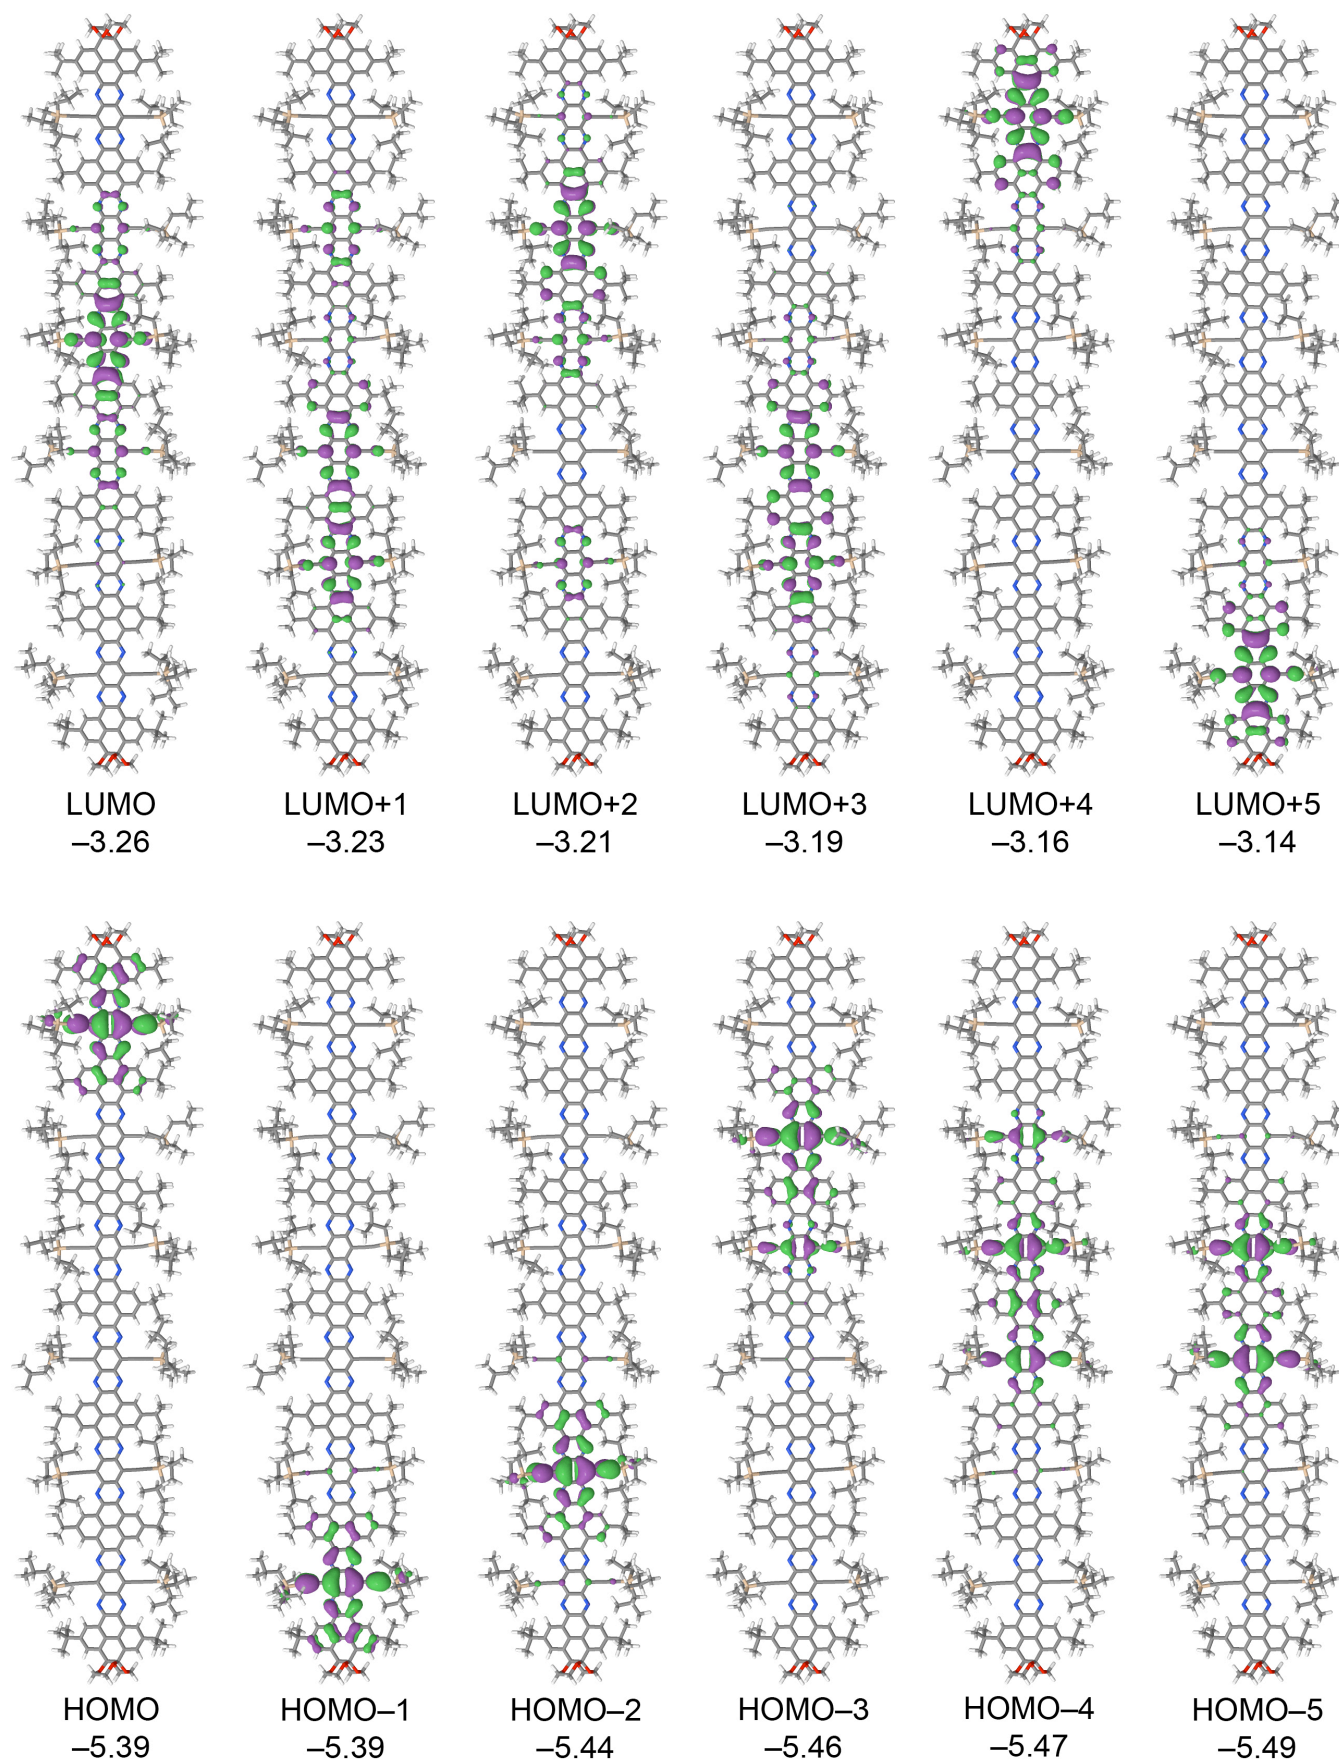 LUMO LUMO+1 LUMO+2 LUMO+3 LUMO+4 LUMO+5
–3.26 –3.23 –3.21 –3.19 –3.16 –3.14
HOMO HOMO–1 HOMO–2 HOMO–3 HOMO–4 HOMO–5
–5.39 –5.39 –5.44 –5.46 –5.47 –5.49